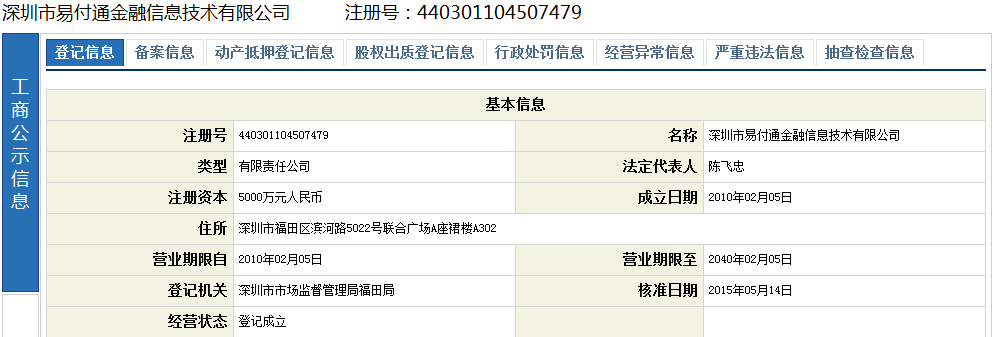 深圳市易付通金融信息技术有限公司 注册号：440301104507479
工商公示信息
登记信息 备案信息 动产抵押登记信息 股权出质登记信息 行政处罚信息 经营异常信息 严重违法信息 抽查检查信息
基本信息
注册号 440301104507479 名称 深圳市易付通金融信息技术有限公司
类型 有限责任公司 法定代表人 陈飞忠
注册资本 5000万元人民币 成立日期 2010年02月05日
住所 深圳市福田区滨河路5022号联合广场A座裙楼A302
营业期限自 2010年02月05日 营业期限至 2040年02月05日
登记机关 深圳市市场监督管理局福田局 核准日期 2015年05月14日
经营状态 登记成立